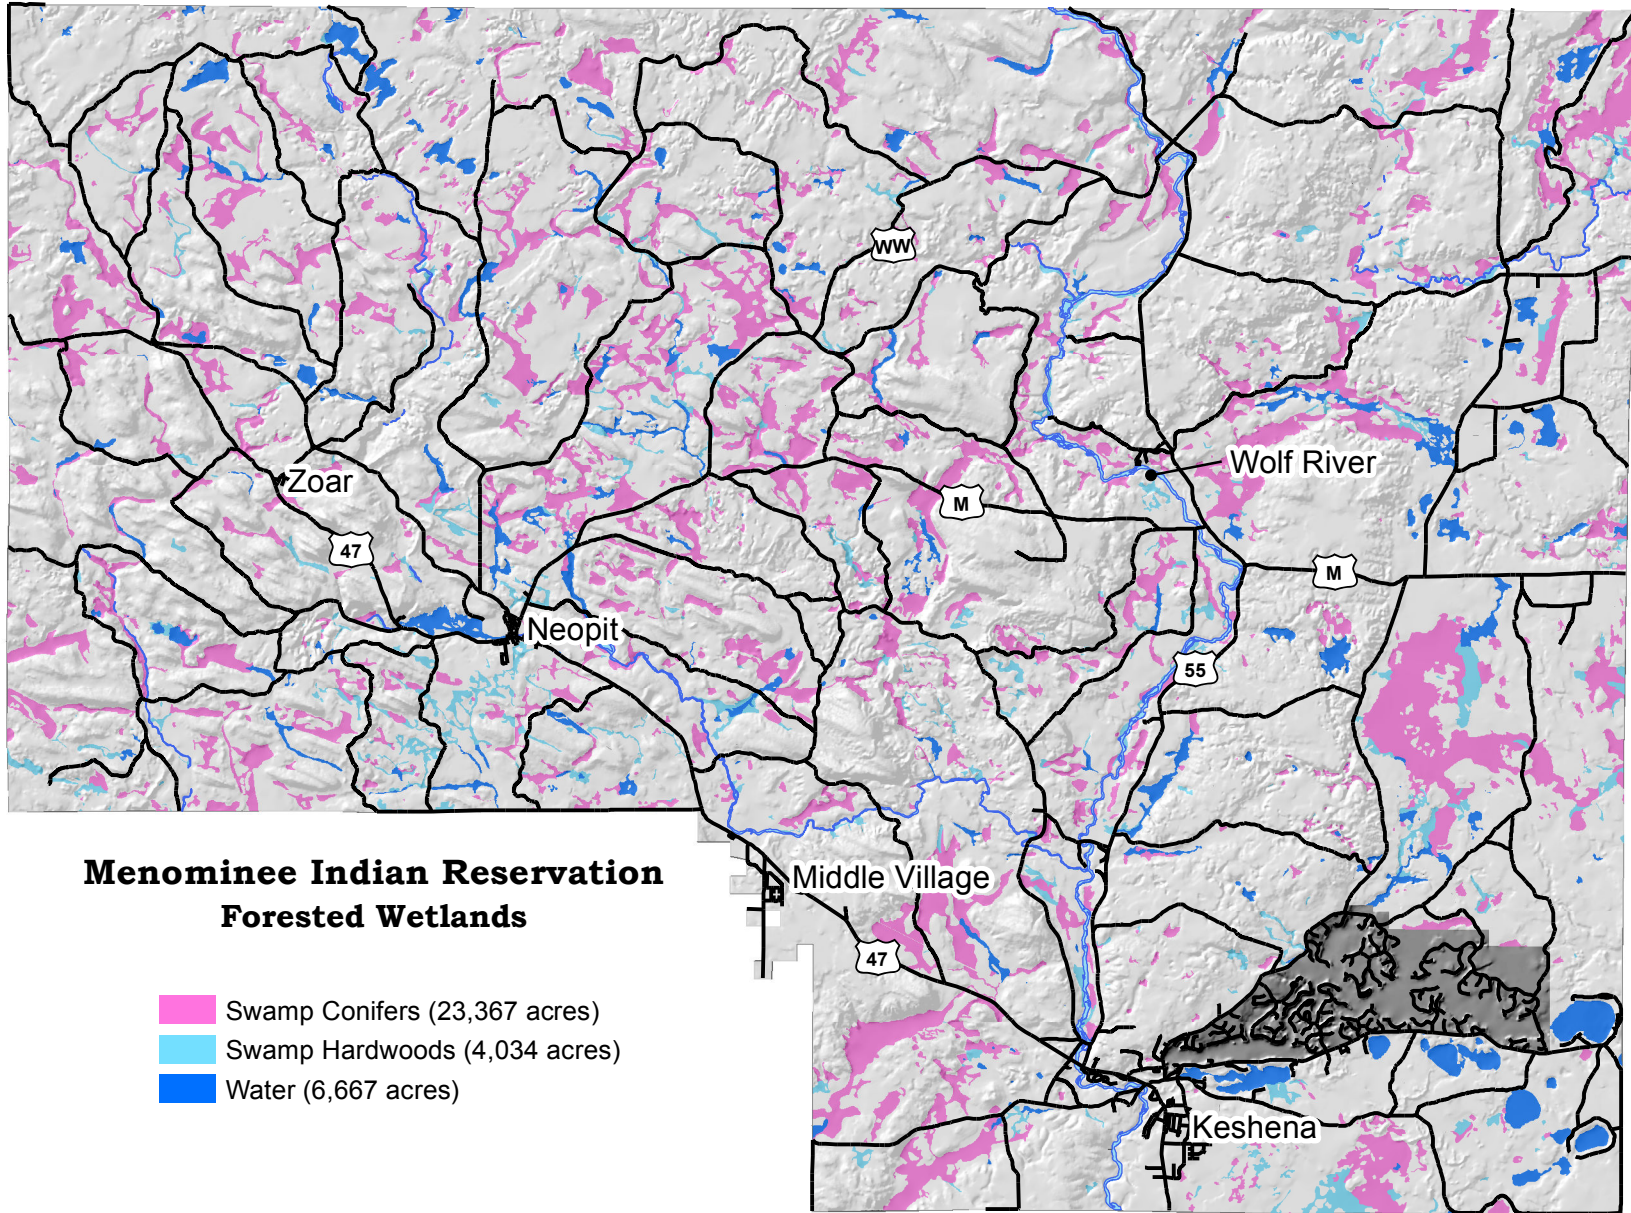 WW
Wolf River
Zoar
M
47
M
Neopit
55
Menominee Indian Reservation
Forested Wetlands
Middle Village
47
Swamp Conifers (23,367 acres)
Swamp Hardwoods (4,034 acres)
Water (6,667 acres)
Keshena